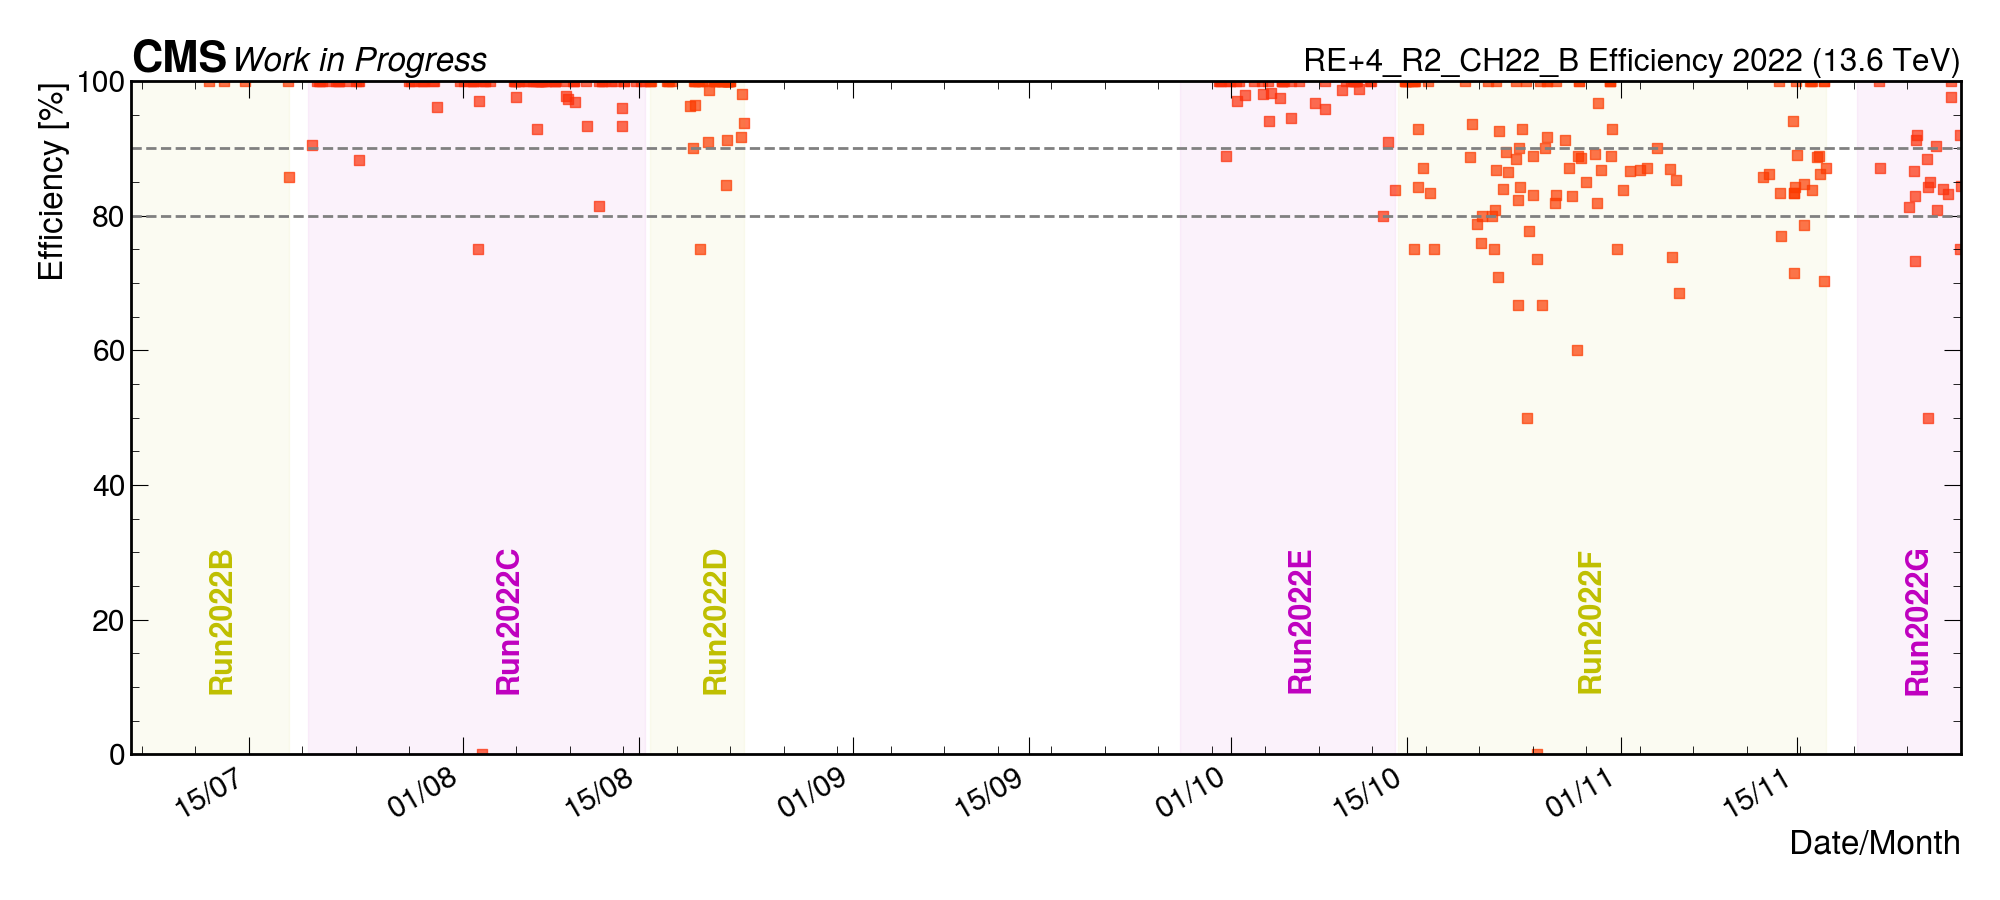 CMS Work in Progress
RE+4_R2_CH22_B Efficiency 2022 (13.6 TeV)
Efficiency [%]
100
80
60
40
20
0
Run2022B
Run2022C
Run2022D
Run2022E
Run2022F
Run2022G
15/07
01/08
15/08
01/09
15/09
01/10
15/10
01/11
15/11
Date/Month